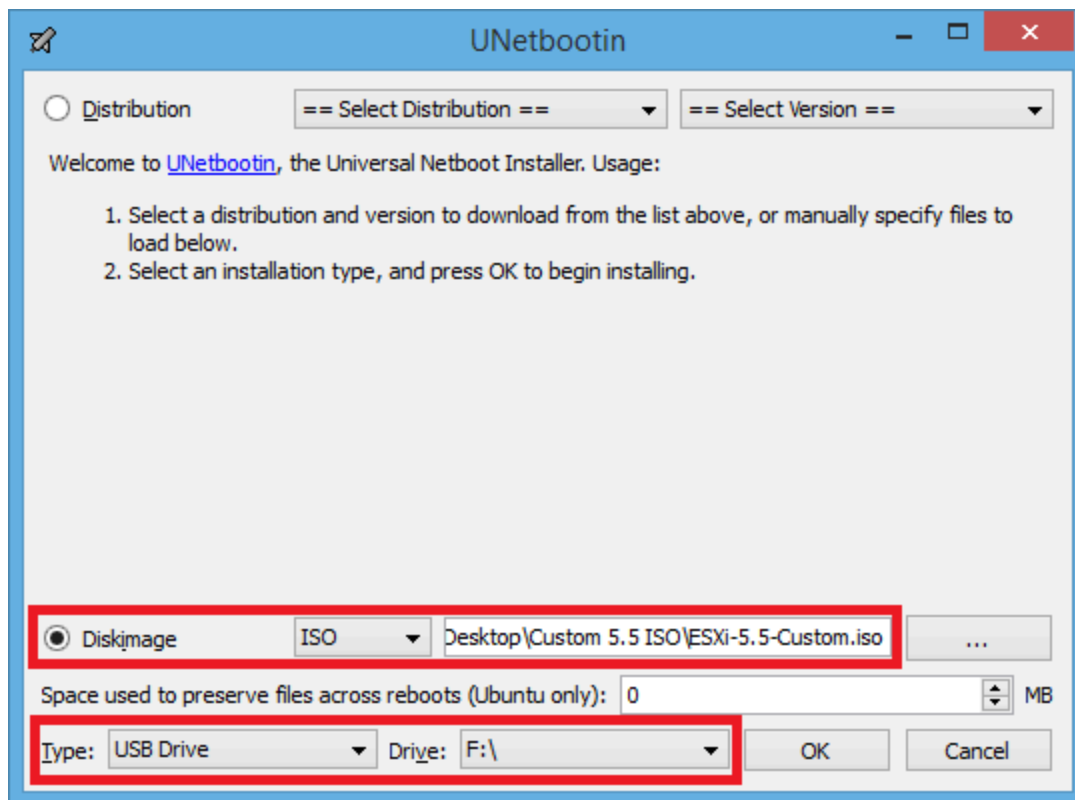 UNetbootin
Distribution == Select Distribution == == Select Version ==
Welcome to UNetbootin, the Universal Netboot Installer. Usage:
1. Select a distribution and version to download from the list above, or manually specify files to
load below.
2. Select an installation type, and press OK to begin installing.
Diskimage ISO Desktop\Custom 5.5 ISO\ESXi-5.5-Custom.iso ...
Space used to preserve files across reboots (Ubuntu only): 0 MB
Type: USB Drive Drive: F:\ OK Cancel